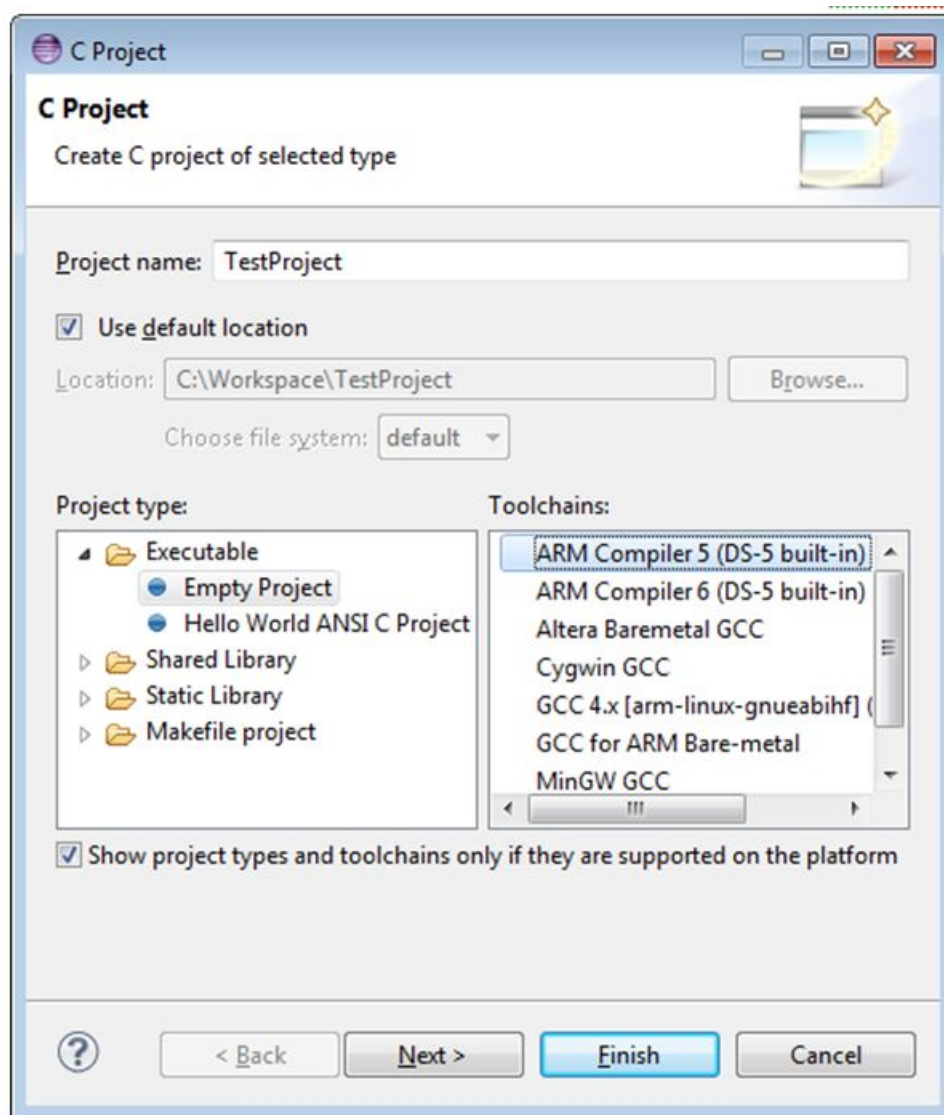 C Project
C Project
Create C project of selected type
Project name: TestProject
Use default location
Location: C:\Workspace\TestProject Browse...
Choose file system: default
Project type: Toolchains:
Executable
Empty Project
Hello World ANSI C Project
Shared Library
Static Library
Makefile project
ARM Compiler 5 (DS-5 built-in)
ARM Compiler 6 (DS-5 built-in)
Altera Baremetal GCC
Cygwin GCC
GCC 4.x [arm-linux-gnueabihf] (
GCC for ARM Bare-metal
MinGW GCC
Show project types and toolchains only if they are supported on the platform
? < Back Next > Finish Cancel